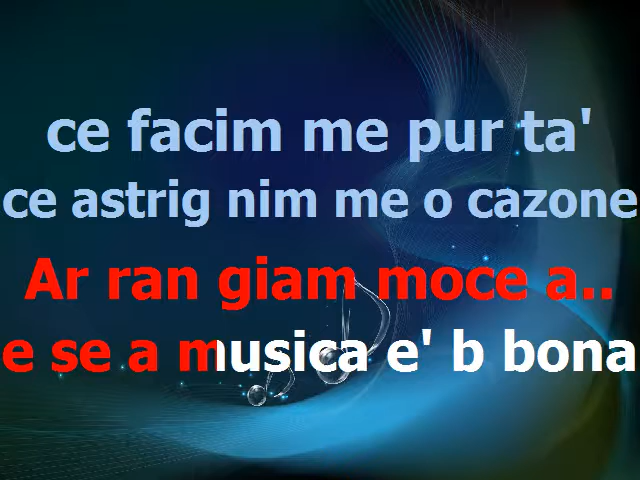 ce facim me pur ta'
ce astrig nim me o cazone
Ar ran giam moce a..
e se a musica e' b bona